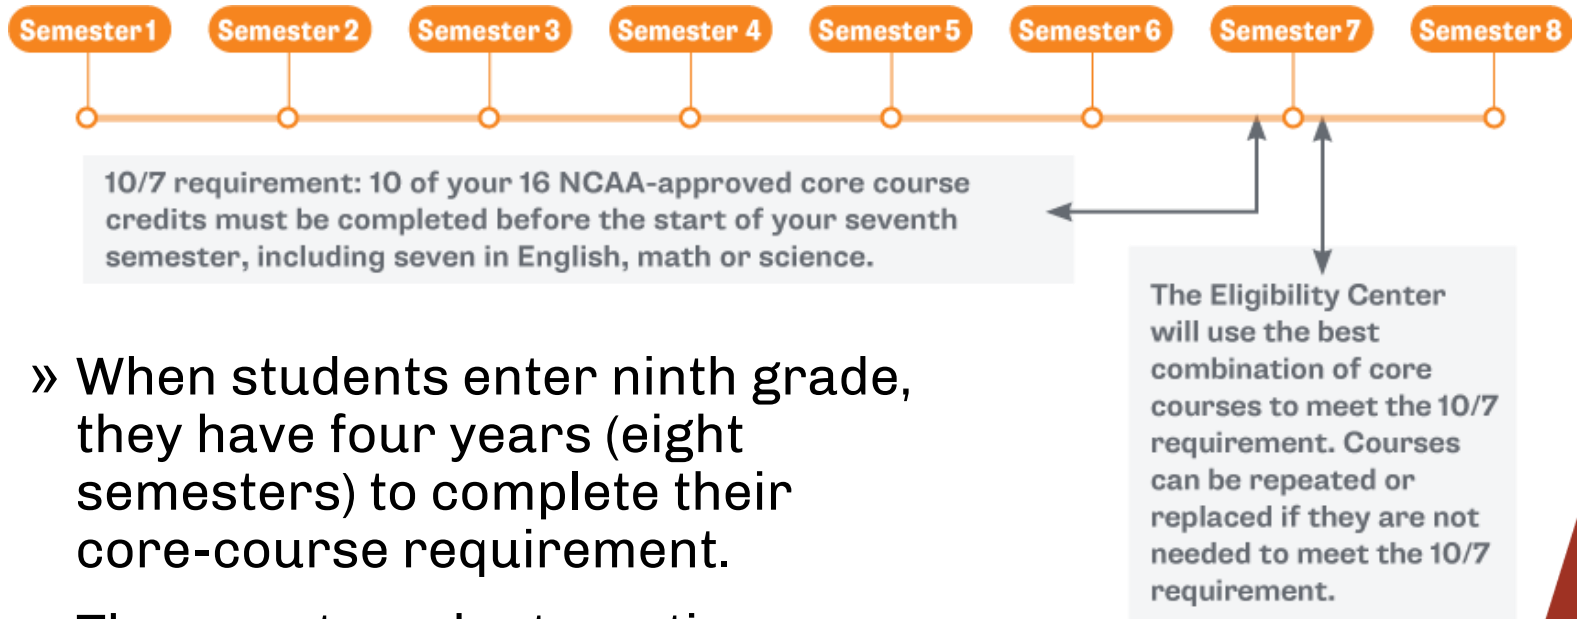 Semester 1 Semester 2 Semester 3 Semester 4 Semester 5 Semester 6 Semester 7 Semester 8
10/7 requirement: 10 of your 16 NCAA-approved core course
credits must be completed before the start of your seventh
semester, including seven in English, math or science.
The Eligibility Center
will use the best
combination of core
courses to meet the 10/7
requirement. Courses
can be repeated or
replaced if they are not
needed to meet the 10/7
requirement.
» When students enter ninth grade,
they have four years (eight
semesters) to complete their
core-course requirement.